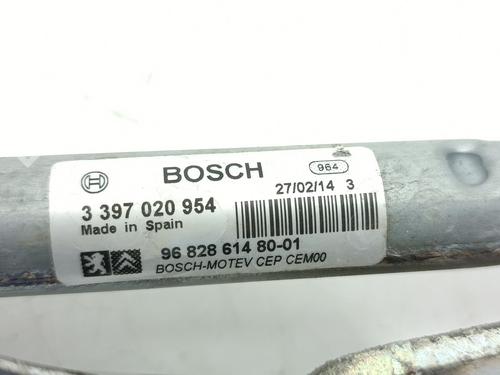 BOSCH
964
27/02/14 3
3 397 020 954
Made in Spain
96 828 614 80-01
BOSCH-MOTEV CEP CEM00